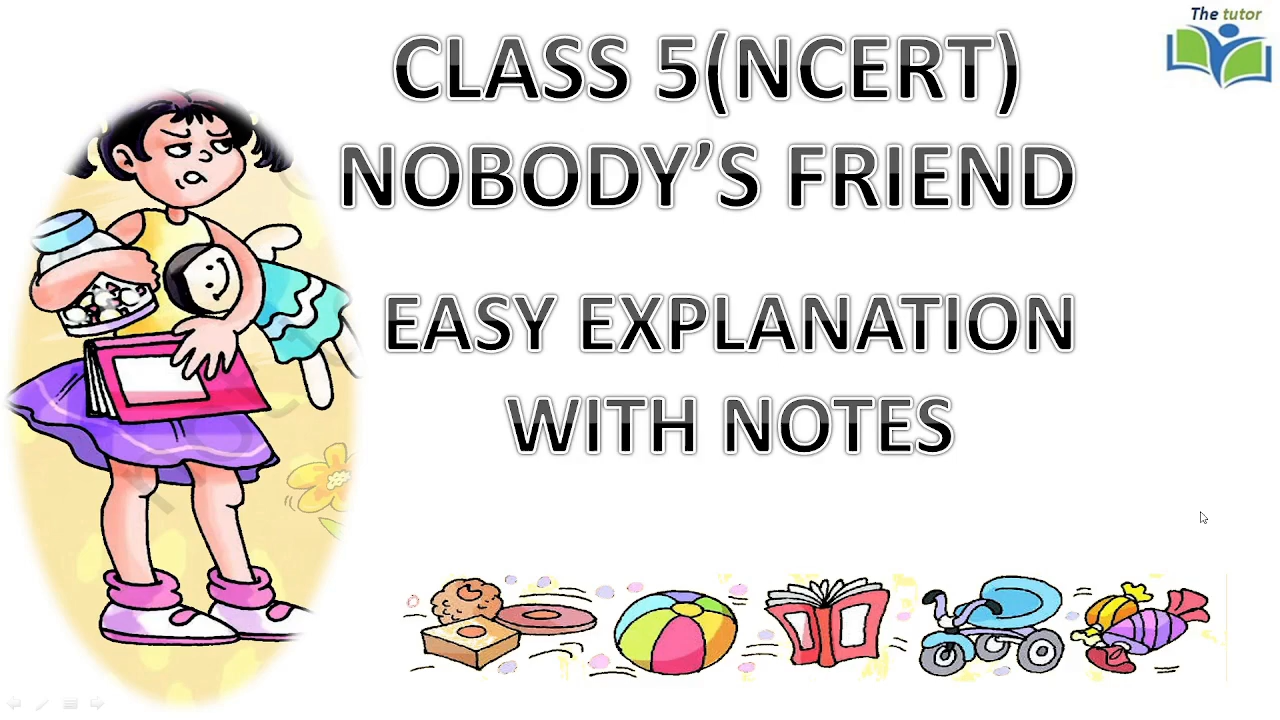 The tutor
CLASS 5(NCERT)
NOBODY’S FRIEND
EASY EXPLANATION
WITH NOTES